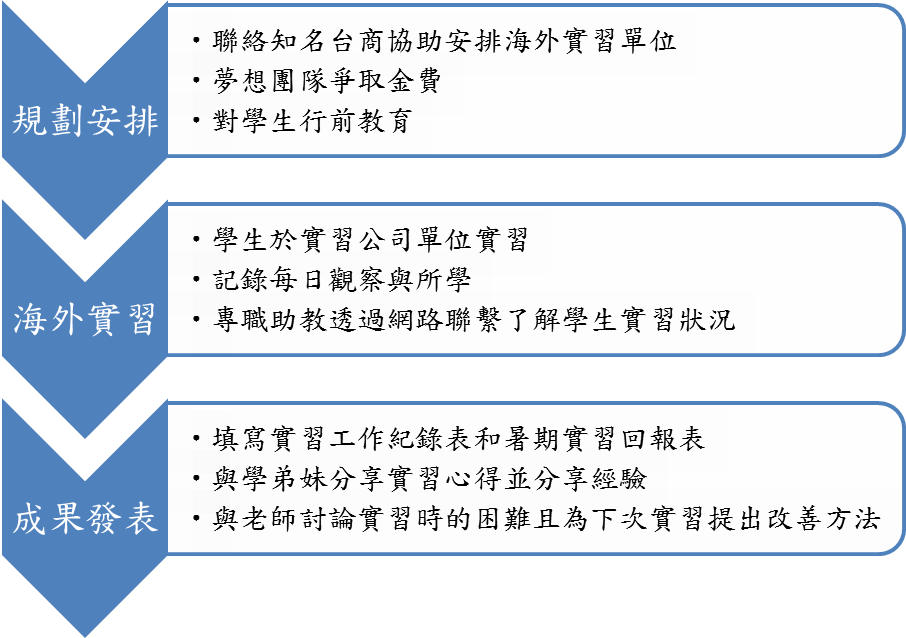 規劃安排
・聯絡知名台商協助安排海外實習單位
・夢想團隊爭取金費
・對學生行前教育
海外實習
・學生於實習公司單位實習
・記錄每日觀察與所學
・專職助教透過網路聯繫了解學生實習狀況
成果發表
・填寫實習工作紀錄表和暑期實習回報表
・與學弟妹分享實習心得並分享經驗
・與老師討論實習時的困難且為下次實習提出改善方法